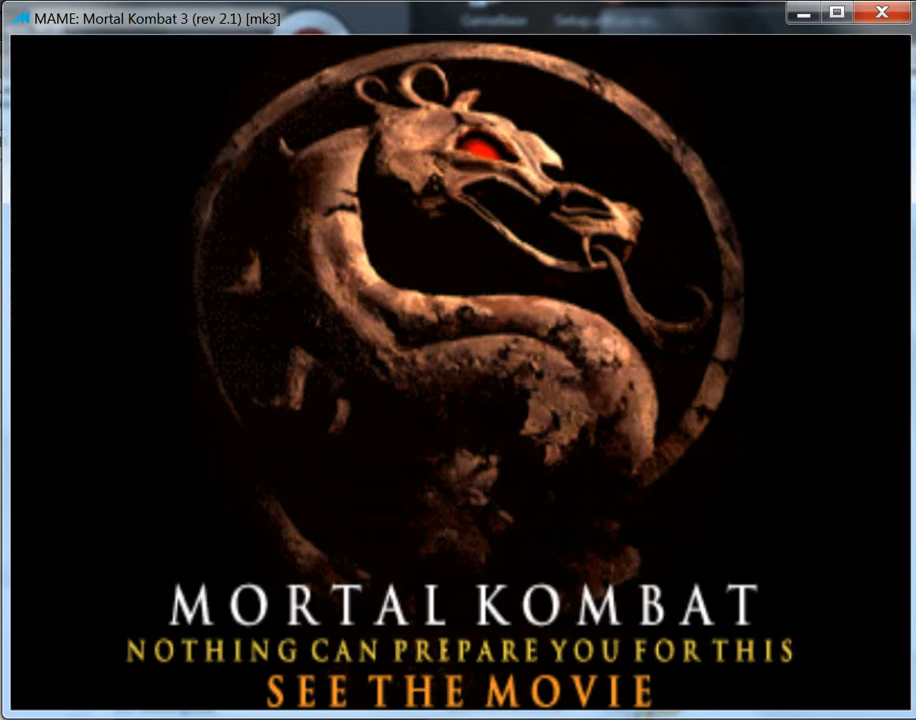 MAME: Mortal Kombat 3 (rev 2.1) [mk3]
GameBase
MORTAL KOMBAT
NOTHING CAN PREPARE YOU FOR THIS
SEE THE MOVIE